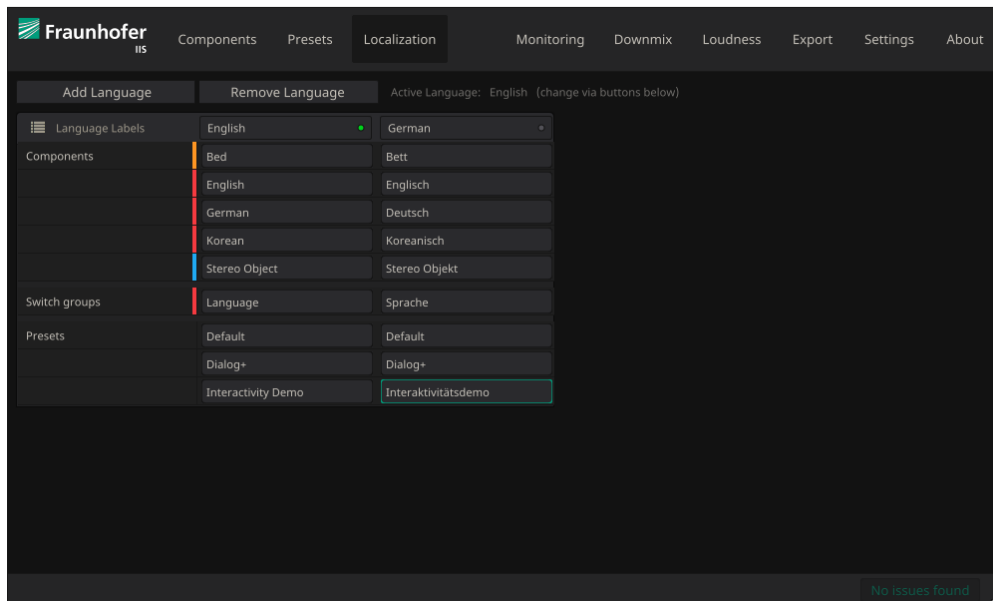 Fraunhofer
IIS
Components Presets Localization Monitoring Downmix Loudness Export Settings About
Add Language Remove Language Active Language: English (change via buttons below)
Language Labels English German
Components Bed Bett
English Englisch
German Deutsch
Korean Koreanisch
Stereo Object Stereo Objekt
Switch groups Language Sprache
Presets Default Default
Dialog+ Dialog+
Interactivity Demo Interaktivitätsdemo
No issues found